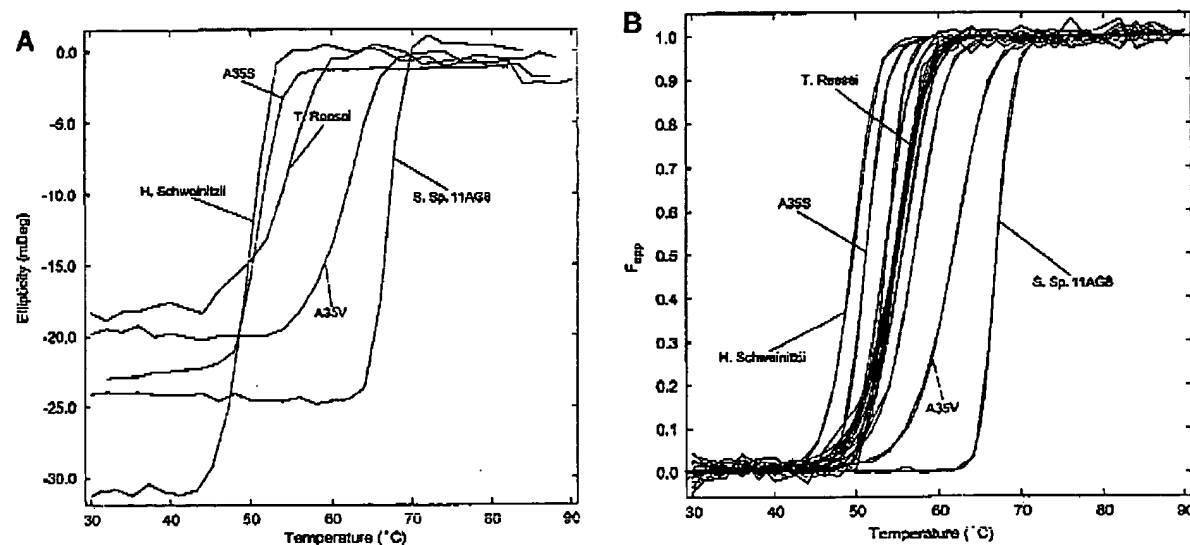 A
B
0.0
-5.0
-10.0
-15.0
-20.0
-25.0
-30.0
Ellipticity (mDeg)
A35S
T. Reesei
H. Schweinitzii
S. Sp. 11AG8
A35V
30
40
50
60
70
80
90
Temperature (°C)
1.0
0.9
0.8
0.7
0.6
0.5
0.4
0.3
0.2
0.1
0.0
Fapp
T. Reesei
A35S
S. Sp. 11AG8
H. Schweinitzii
A35V
30
40
50
60
70
80
90
Temperature (°C)